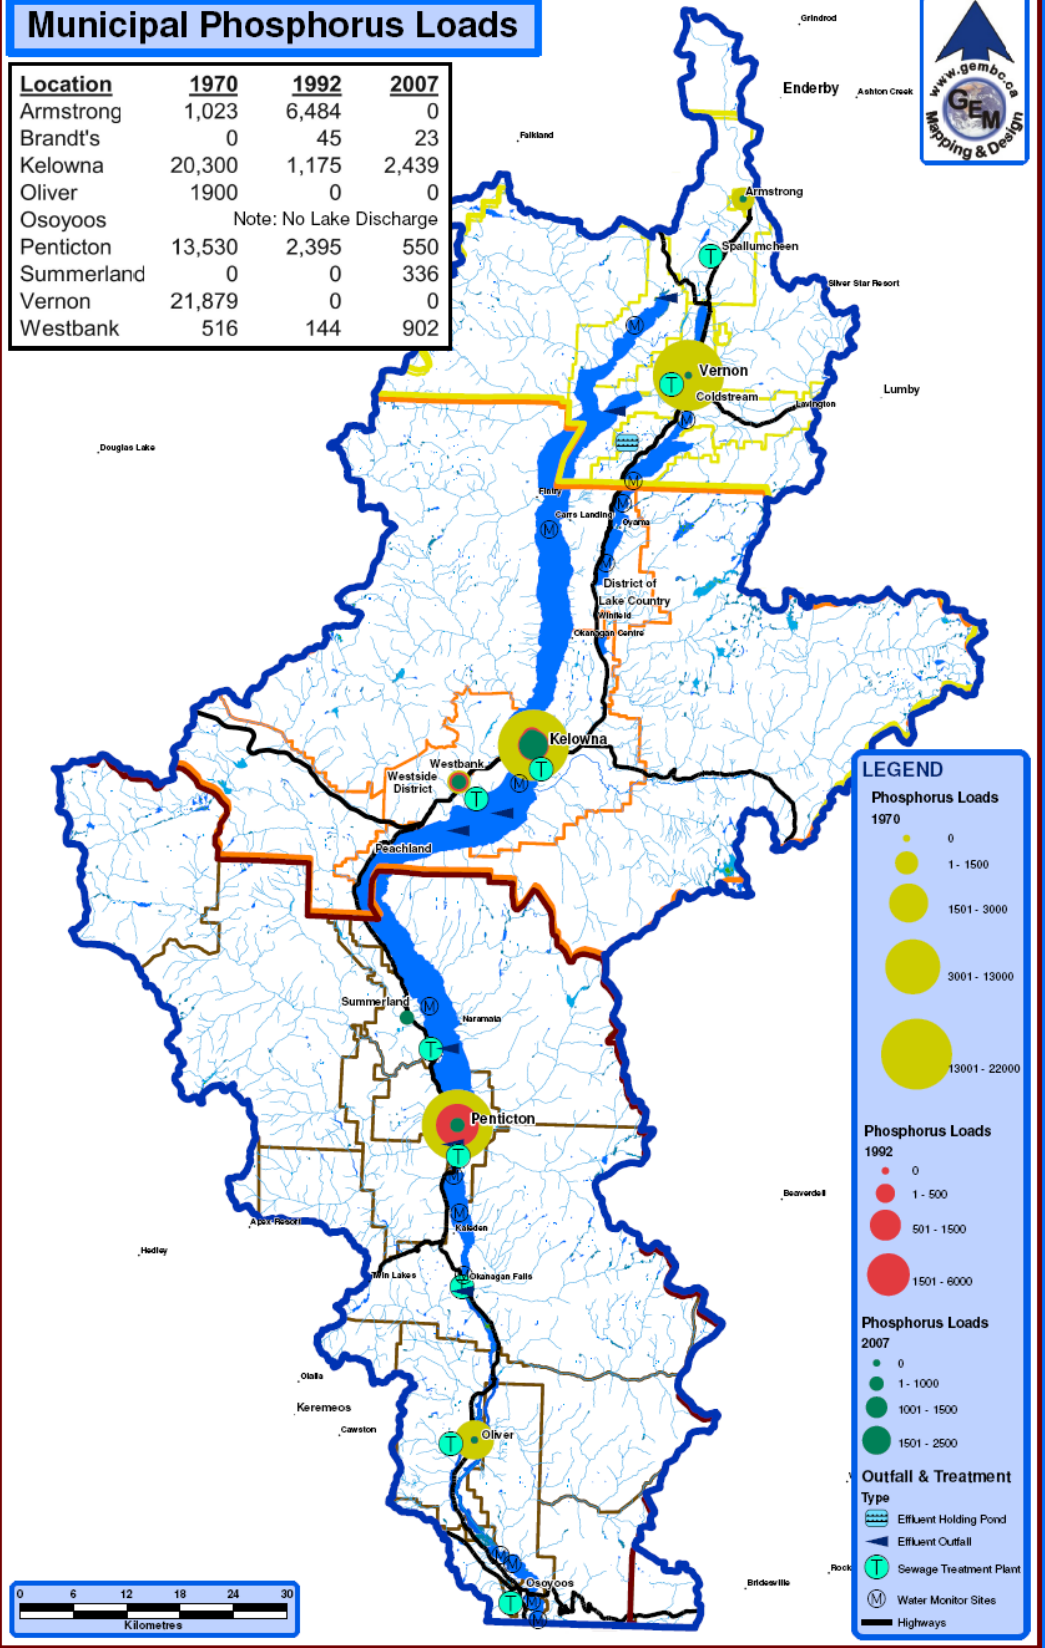 Municipal Phosphorus Loads
Location 1970 1992 2007
Armstrong 1,023 6,484 0
Brandt's 0 45 23
Kelowna 20,300 1,175 2,439
Oliver 1900 0 0
Osoyoos Note: No Lake Discharge
Penticton 13,530 2,395 550
Summerland 0 0 336
Vernon 21,879 0 0
Westbank 516 144 902
www.gembc.ca
GEM
Mapping & Design
Grindrod
Enderby
Ashton Creek
Falkland
Armstrong
Spallumcheen
T
Silver Star Resort
M
Vernon
T
Coldstream
Lumby
Lavington
M
Douglas Lake
M
Fintry
M
Carrs Landing
Oyama
M
M
District of
Lake Country
Winfield
Okanagan Centre
Kelowna
Westbank
T
Westside
District
M
T
Peachland
Summerland
M
Naramata
T
Penticton
T
M
M
Kaleden
Beaverdell
Apex Resort
Hedley
Twin Lakes
Okanagan Falls
Olalla
Keremeos
Cawston
Oliver
T
M
M
Osoyoos
Rock
Bridesville
T
M
M
LEGEND
Phosphorus Loads
1970
0
1 - 1500
1501 - 3000
3001 - 13000
13001 - 22000
Phosphorus Loads
1992
0
1 - 500
501 - 1500
1501 - 6000
Phosphorus Loads
2007
0
1 - 1000
1001 - 1500
1501 - 2500
Outfall & Treatment
Type
Effluent Holding Pond
Effluent Outfall
T Sewage Treatment Plant
M Water Monitor Sites
Highways
0 6 12 18 24 30
Kilometres